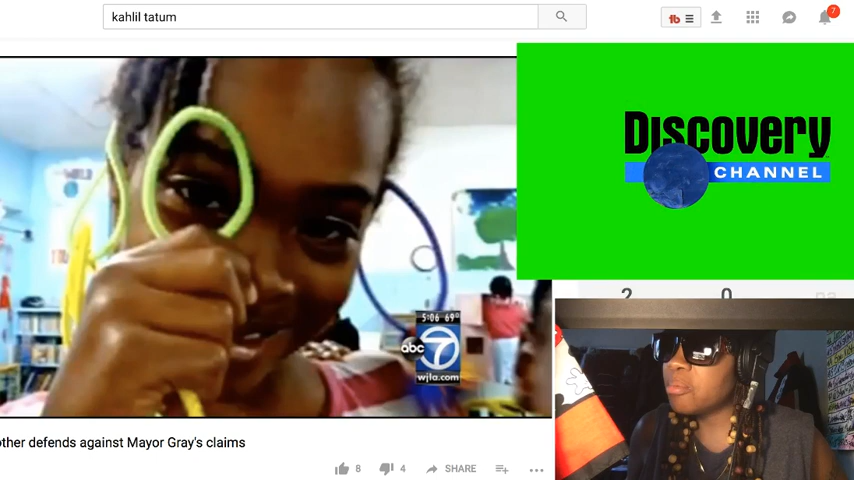 kahlil tatum
7
DISCOVERY
CHANNEL
5:06 69°
abc 7
wjla.com
WORLD
2 0
other defends against Mayor Gray's claims
8 4 SHARE